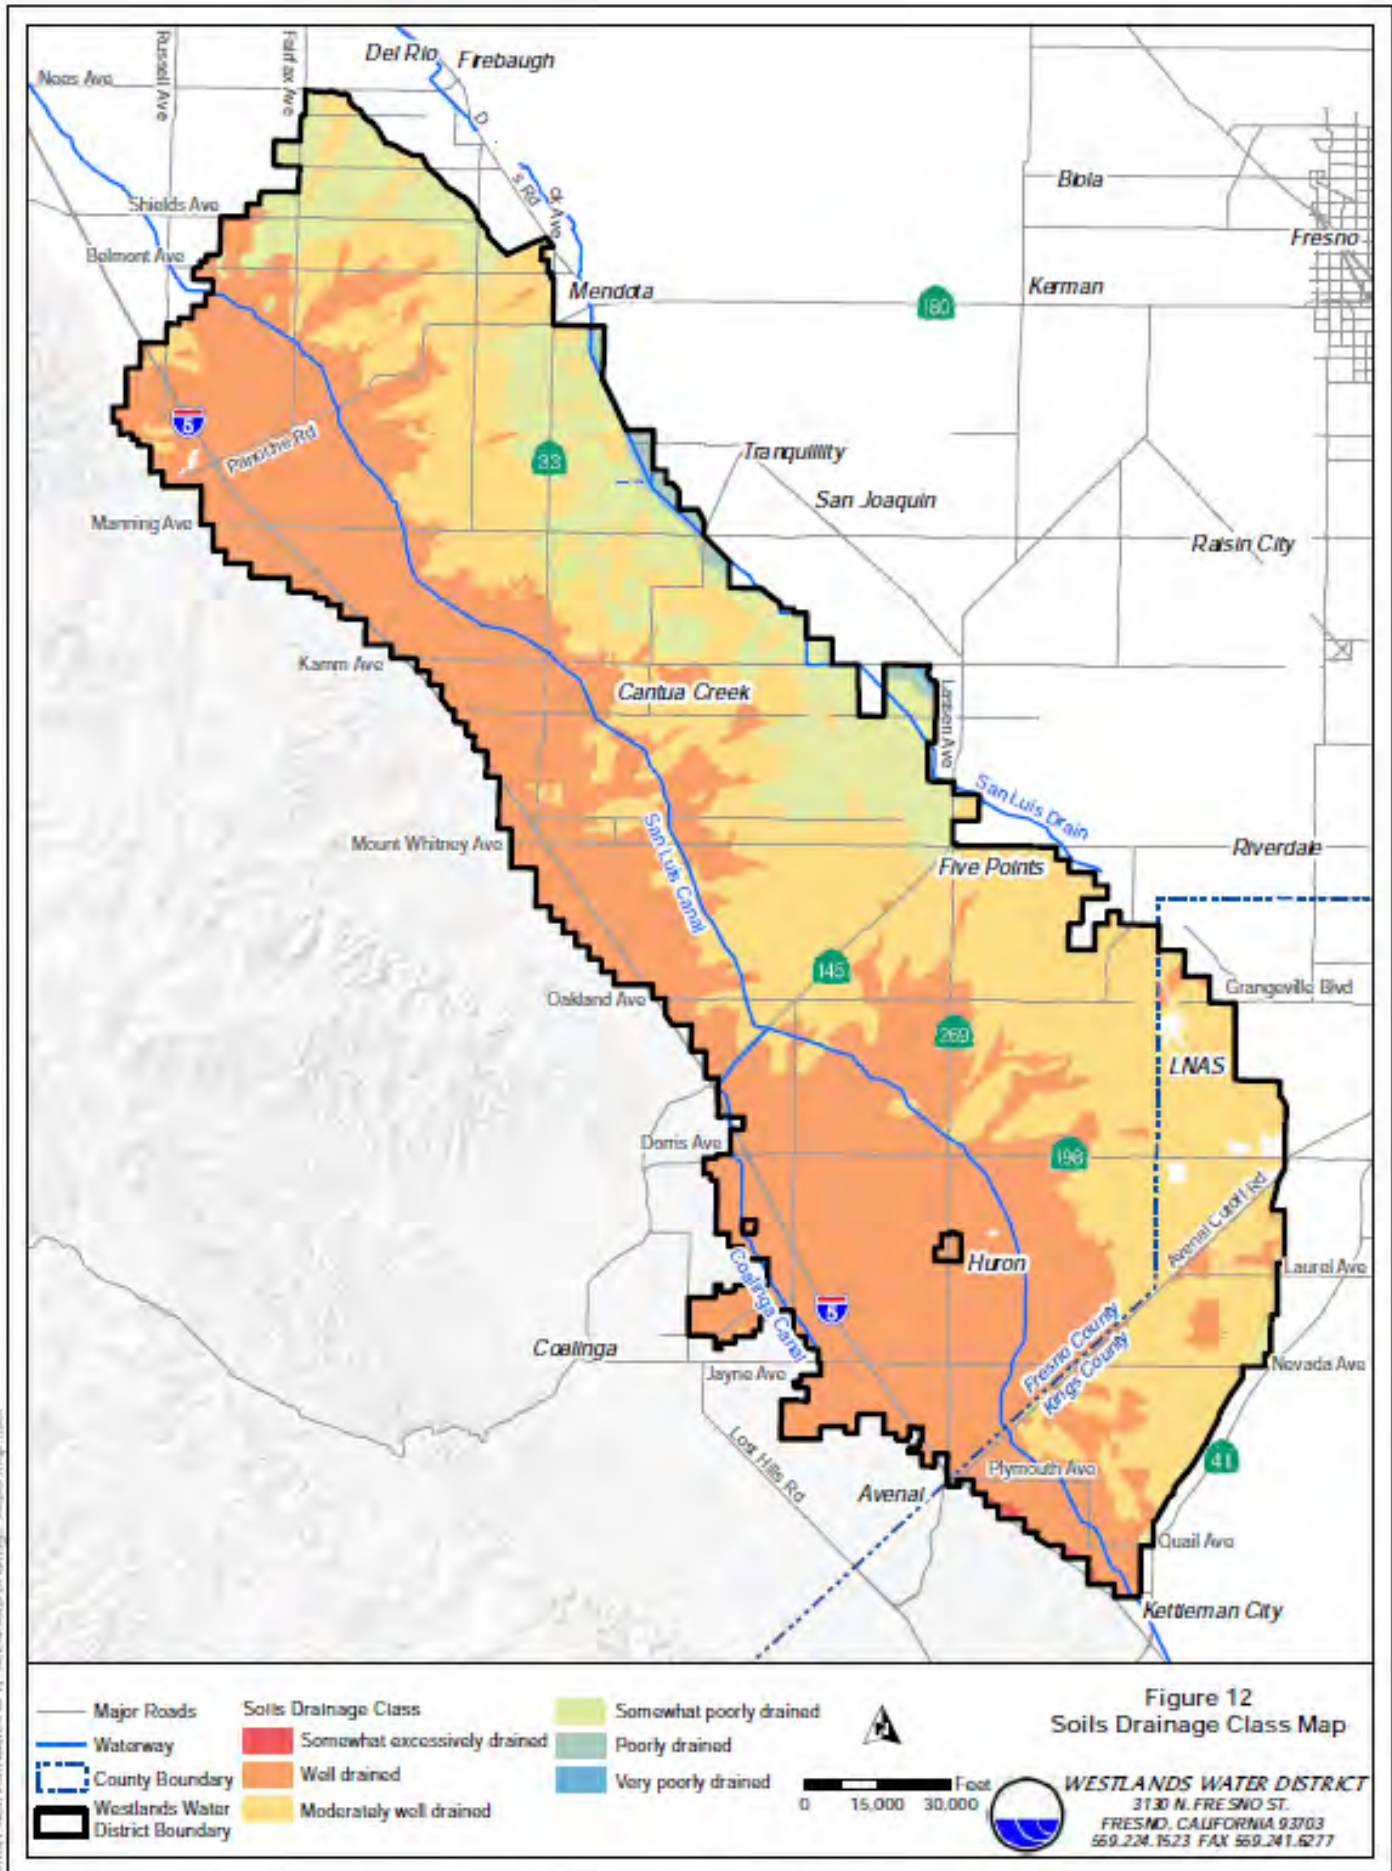 Del Rio
Firebaugh
Nees Ave
Russell Ave
Fairfax Ave
D
s Rd
ck Ave
Shields Ave
Belmont Ave
Biola
Fresno
Mendota
180
Kerman
5
Panoche Rd
33
Tranquillity
San Joaquin
Manning Ave
Raisin City
Kamm Ave
Cantua Creek
Lassen Ave
San Luis Drain
Mount Whitney Ave
San Luis Canal
Five Points
Riverdale
145
Oakland Ave
Grangeville Blvd
269
LNAS
Dorris Ave
198
Avenal Cutoff Rd
Huron
Laurel Ave
Coalinga Canal
5
Coalinga
Jayne Ave
Fresno County
Kings County
Nevada Ave
Lost Hills Rd
41
Plymouth Ave
Avenal
Quail Ave
Kettleman City
Major Roads
Waterway
County Boundary
Westlands Water
District Boundary
Soils Drainage Class
Somewhat excessively drained
Well drained
Moderately well drained
Somewhat poorly drained
Poorly drained
Very poorly drained
Feet
0 15,000 30,000
Figure 12
Soils Drainage Class Map
WESTLANDS WATER DISTRICT
3130 N. FRESNO ST.
FRESNO, CALIFORNIA 93703
559.224.1523 FAX 559.241.6277